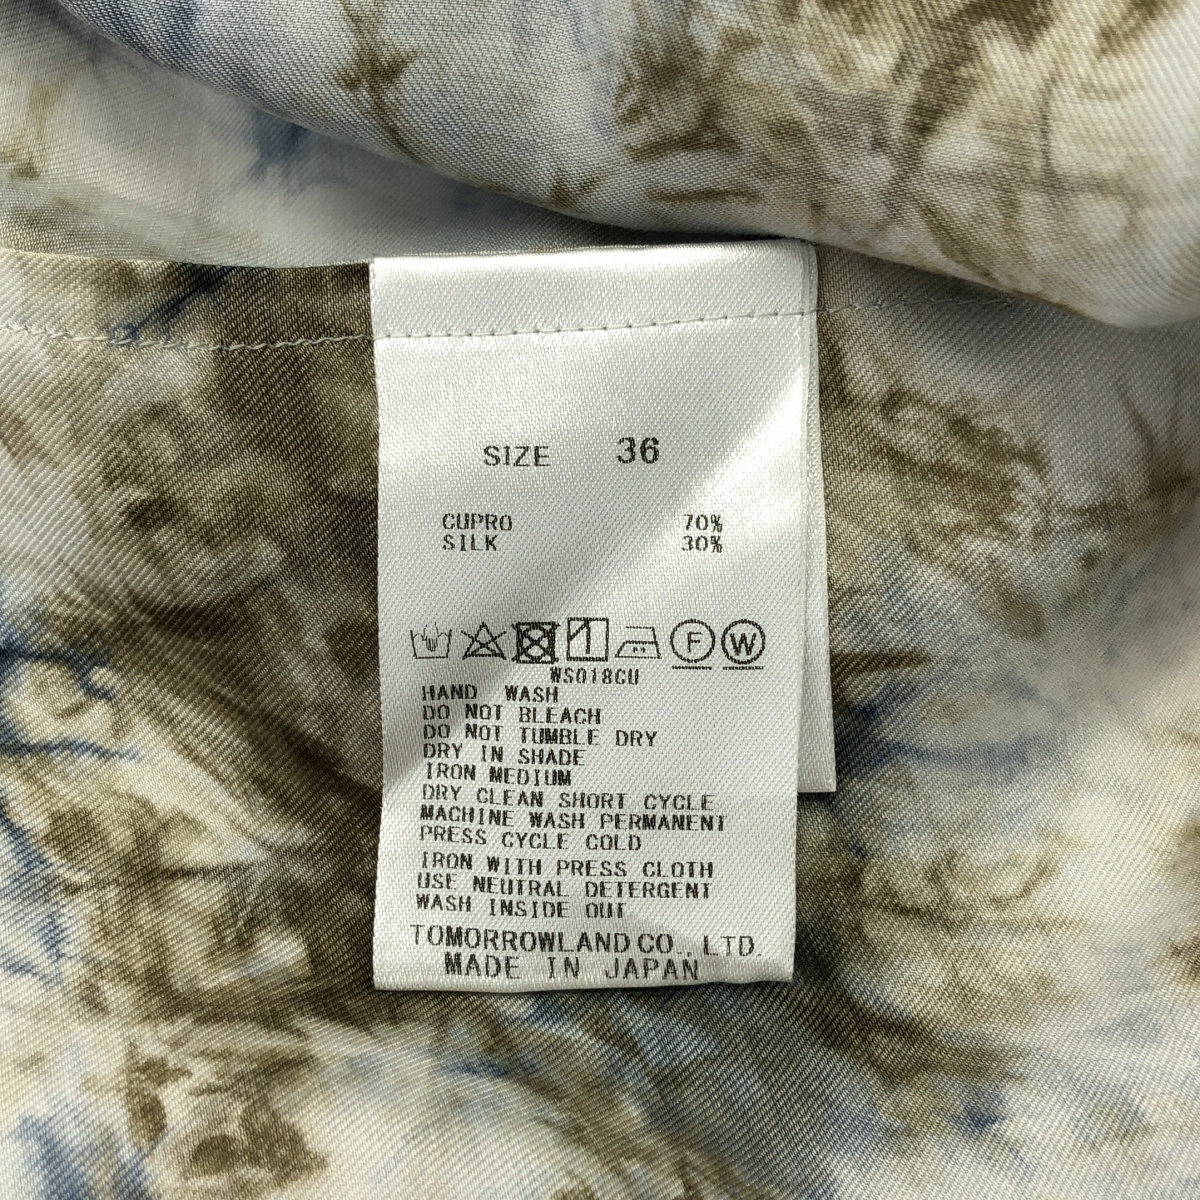 SIZE 36
CUPRO 70%
SILK 30%
F W
WS018CU
HAND WASH
DO NOT BLEACH
DO NOT TUMBLE DRY
DRY IN SHADE
IRON MEDIUM
DRY CLEAN SHORT CYCLE
MACHINE WASH PERMANENT
PRESS CYCLE COLD
IRON WITH PRESS CLOTH
USE NEUTRAL DETERGENT
WASH INSIDE OUT
TOMORROWLAND CO., LTD.
MADE IN JAPAN